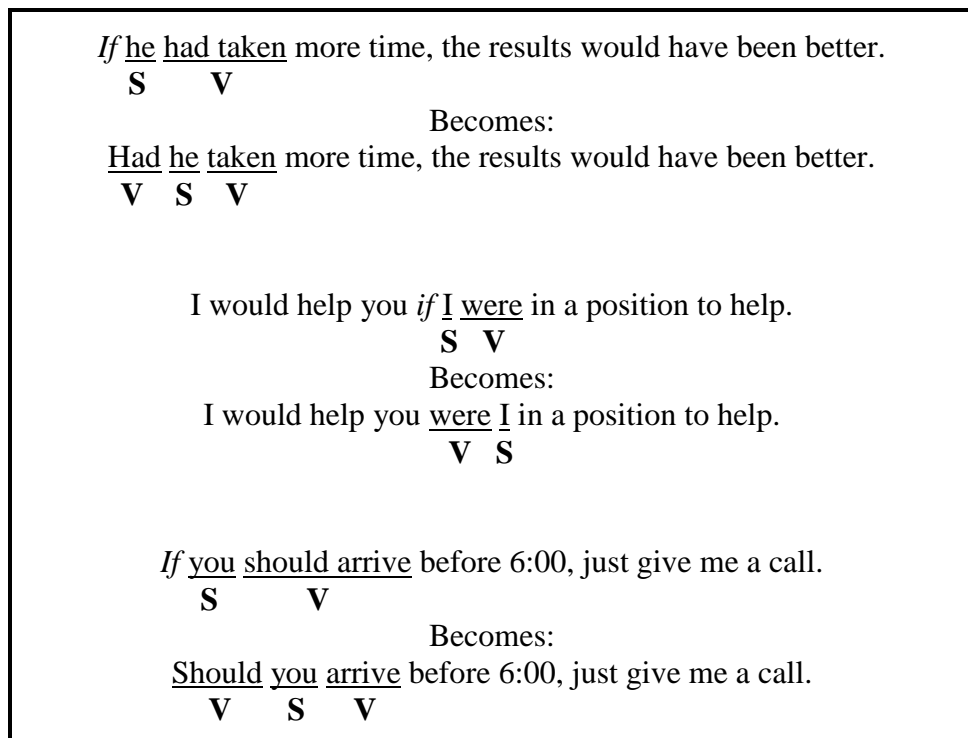 If he had taken more time, the results would have been better.
S V
Becomes:
Had he taken more time, the results would have been better.
V S V
I would help you if I were in a position to help.
S V
Becomes:
I would help you were I in a position to help.
V S
If you should arrive before 6:00, just give me a call.
S V
Becomes:
Should you arrive before 6:00, just give me a call.
V S V